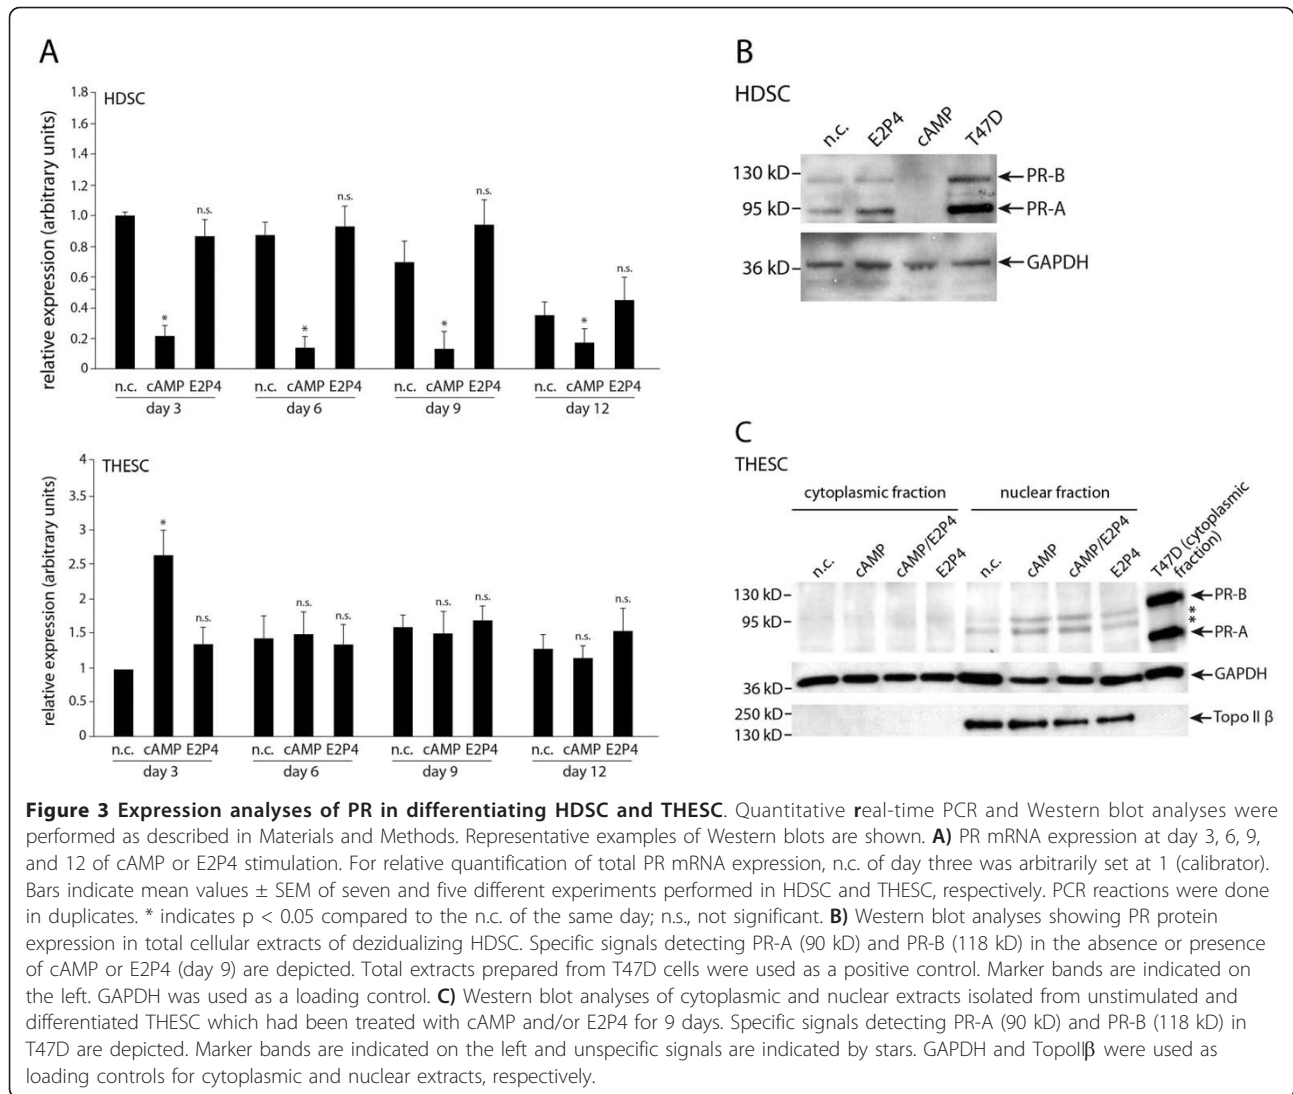 A
HDSC
relative expression (arbitrary units)
1.8
1.6
1.4
1.2
1.0
0.8
0.6
0.4
0.2
0
n.s.
n.s.
n.s.
n.s.
*
*
*
*
n.c. cAMP E2P4 n.c. cAMP E2P4 n.c. cAMP E2P4 n.c. cAMP E2P4
day 3 day 6 day 9 day 12
THESC
relative expression (arbitrary units)
4
3.5
3
2.5
2
1.5
1
0.5
0
*
n.s.
n.s. n.s.
n.s. n.s.
n.s. n.s.
n.c. cAMP E2P4 n.c. cAMP E2P4 n.c. cAMP E2P4 n.c. cAMP E2P4
day 3 day 6 day 9 day 12
B
HDSC
n.c. E2P4 cAMP T47D
130 kD
PR-B
95 kD
PR-A
36 kD
GAPDH
C
THESC
cytoplasmic fraction nuclear fraction
n.c. cAMP cAMP/E2P4 E2P4 n.c. cAMP cAMP/E2P4 E2P4 T47D (cytoplasmic
fraction)
130 kD
PR-B
*
*
95 kD
PR-A
GAPDH
36 kD
250 kD
Topo II β
130 kD
Figure 3 Expression analyses of PR in differentiating HDSC and THESC. Quantitative real-time PCR and Western blot analyses were
performed as described in Materials and Methods. Representative examples of Western blots are shown. A) PR mRNA expression at day 3, 6, 9,
and 12 of cAMP or E2P4 stimulation. For relative quantification of total PR mRNA expression, n.c. of day three was arbitrarily set at 1 (calibrator).
Bars indicate mean values ± SEM of seven and five different experiments performed in HDSC and THESC, respectively. PCR reactions were done
in duplicates. * indicates p < 0.05 compared to the n.c. of the same day; n.s., not significant. B) Western blot analyses showing PR protein
expression in total cellular extracts of dezidualizing HDSC. Specific signals detecting PR-A (90 kD) and PR-B (118 kD) in the absence or presence
of cAMP or E2P4 (day 9) are depicted. Total extracts prepared from T47D cells were used as a positive control. Marker bands are indicated on
the left. GAPDH was used as a loading control. C) Western blot analyses of cytoplasmic and nuclear extracts isolated from unstimulated and
differentiated THESC which had been treated with cAMP and/or E2P4 for 9 days. Specific signals detecting PR-A (90 kD) and PR-B (118 kD) in
T47D are depicted. Marker bands are indicated on the left and unspecific signals are indicated by stars. GAPDH and TopoIIβ were used as
loading controls for cytoplasmic and nuclear extracts, respectively.